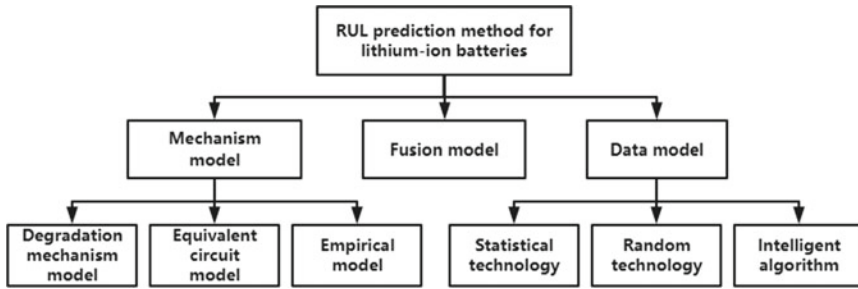 RUL prediction method for
lithium-ion batteries
Mechanism
model
Fusion model
Data model
Degradation
mechanism
model
Equivalent
circuit
model
Empirical
model
Statistical
technology
Random
technology
Intelligent
algorithm